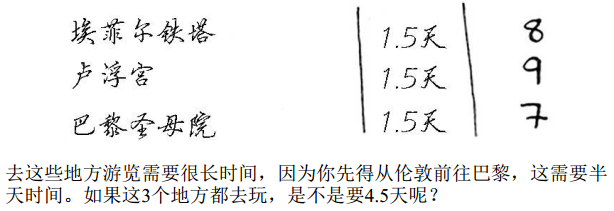 埃菲尔铁塔 1.5天 8
卢浮宫 1.5天 9
巴黎圣母院 1.5天 7
去这些地方游览需要很长时间，因为你先得从伦敦前往巴黎，这需要半
天时间。如果这3个地方都去玩，是不是要4.5天呢？